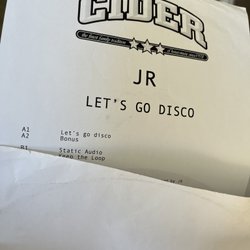 CIDER
JR
LET'S GO DISCO
A1 Let's go disco
A2 Bonus
B1 Static Audio
Keep the Loop